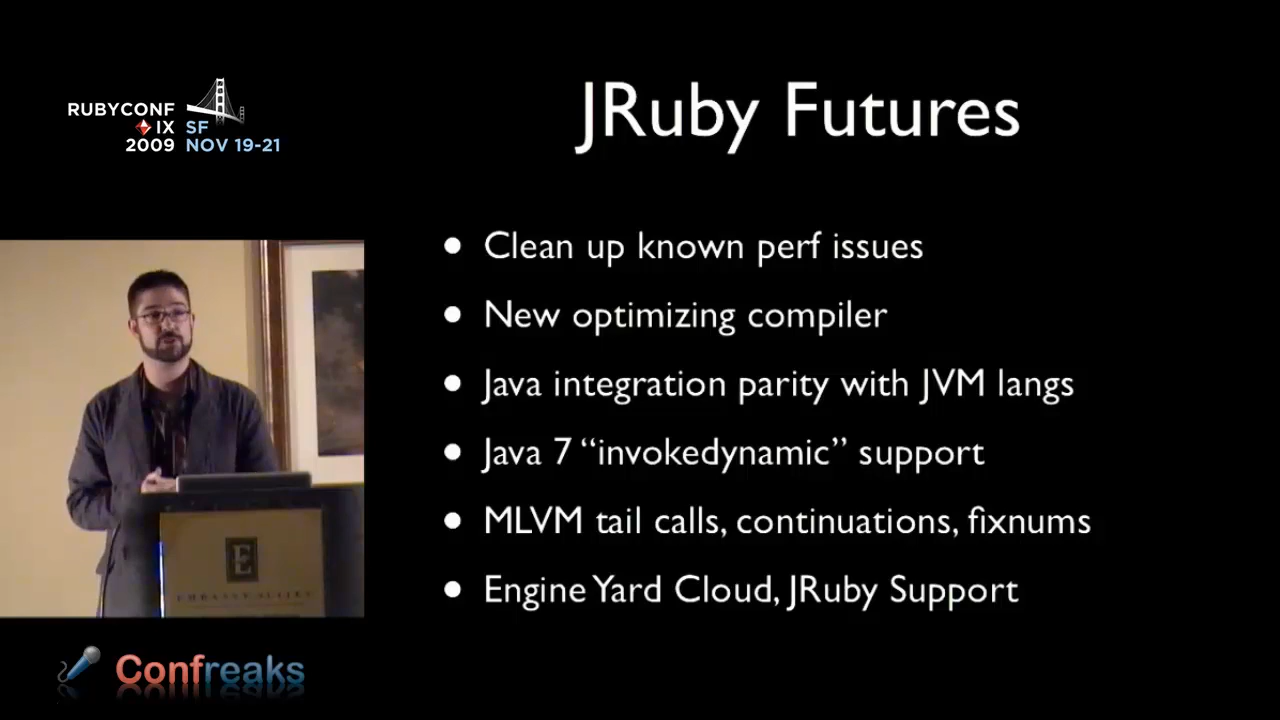 RUBYCONF
IX SF
2009 NOV 19-21
JRuby Futures
• Clean up known perf issues
• New optimizing compiler
• Java integration parity with JVM langs
• Java 7 “invokedynamic” support
• MLVM tail calls, continuations, fixnums
• Engine Yard Cloud, JRuby Support
E
EMBASSY SUITES
Confreaks